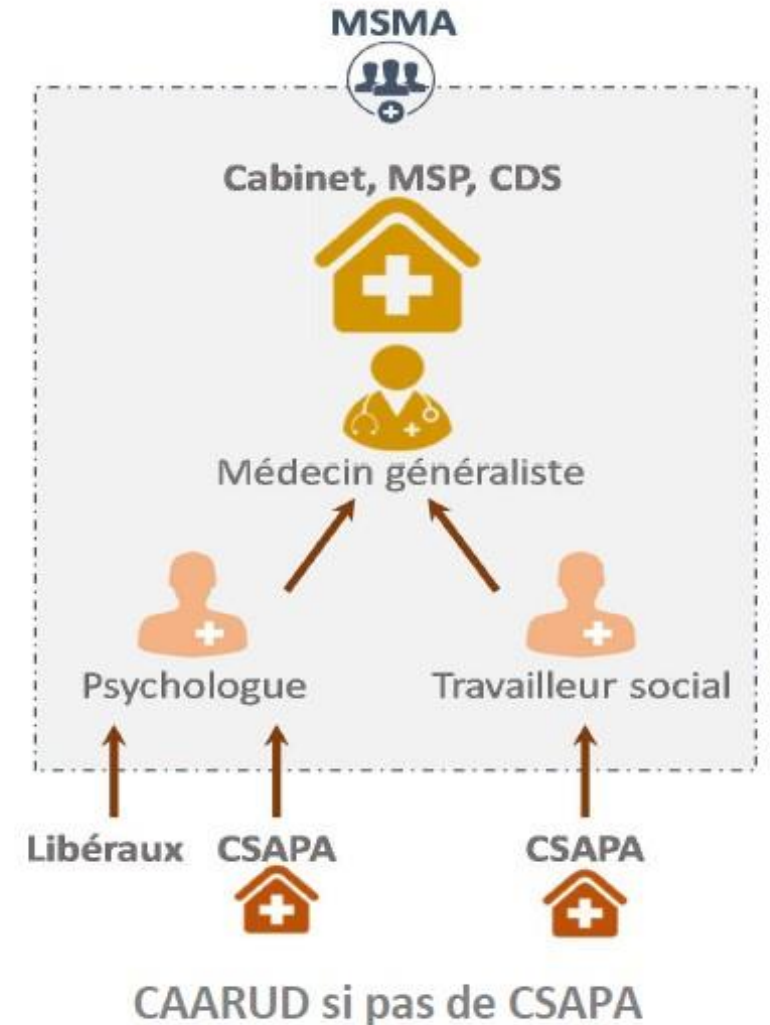 MSMA
Cabinet, MSP, CDS
Médecin généraliste
Psychologue Travailleur social
Libéraux CSAPA CSAPA
CAARUD si pas de CSAPA